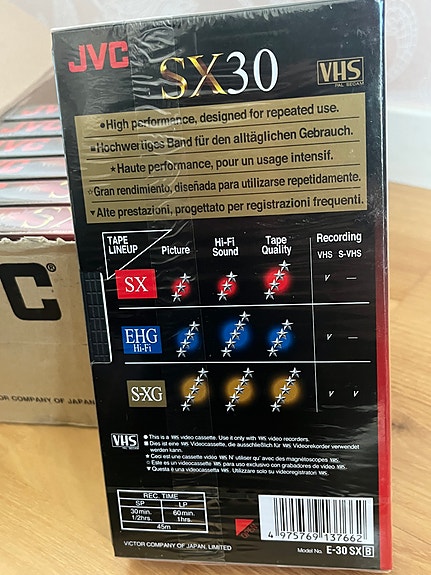 JVC
SX30
VHS
PAL SECAM
●High performance, designed for repeated use.
■Hochwertiges Band für den alltäglichen Gebrauch.
★Haute performance, pour un usage intensif.
☆Gran rendimiento, diseñada para utilizarse repetidamente.
▼Alte prestazioni, progettato per registrazioni frequenti.
TAPE LINEUP
Picture
Hi-Fi Sound
Tape Quality
Recording
VHS S-VHS
SX
EHG
Hi-Fi
S-XG
VHS
● This is a VHS video cassette. Use it only with VHS video recorders.
■ Dies ist eine VHS Videocassette, die ausschließlich für VHS Videorekorder verwendet
werden kann.
★ Ceci est une cassette vidéo VHS. N' utiliser qu' avec des magnétoscopes VHS.
☆ Este es un videocassette VHS para uso exclusivo con grabadores de video VHS.
▼ Questa è una videocassetta VHS. Utilizzare solo su videoregistratori VHS.
REC. TIME
SP LP
30min. 60min.
1/2hrs. 1hrs.
45m
4 975769 137662
VICTOR COMPANY OF JAPAN, LIMITED
Model No. E-30 SX B
VC®
OR COMPANY OF JAPAN